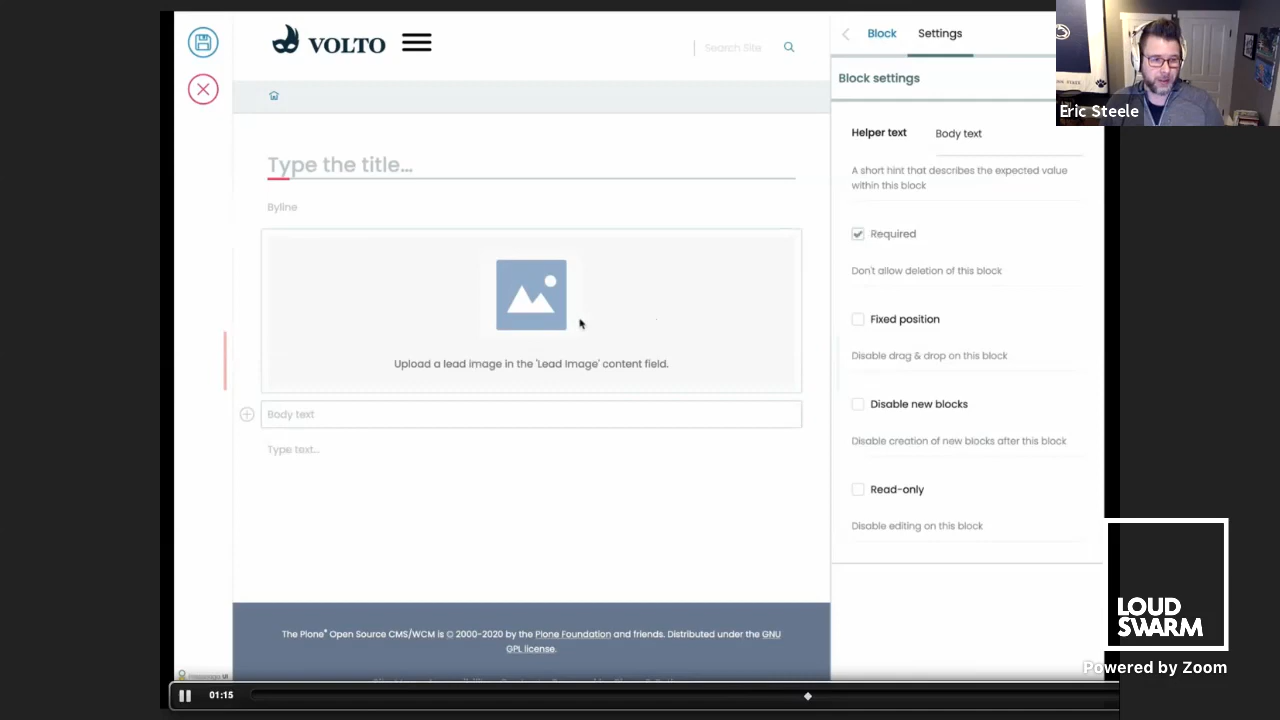 VOLTO
Search Site
Block
Settings
Block settings
Eric Steele
Helper text
Body text
A short hint that describes the expected value
within this block
Required
Don't allow deletion of this block
Fixed position
Disable drag & drop on this block
Disable new blocks
Disable creation of new blocks after this block
Read-only
Disable editing on this block
Type the title...
Byline
Upload a lead image in the 'Lead Image' content field.
Body text
Type text...
The Plone® Open Source CMS/WCM is © 2000-2020 by the Plone Foundation and friends. Distributed under the GNU
GPL license.
LOUD
SWARM
Powered by Zoom
01:15